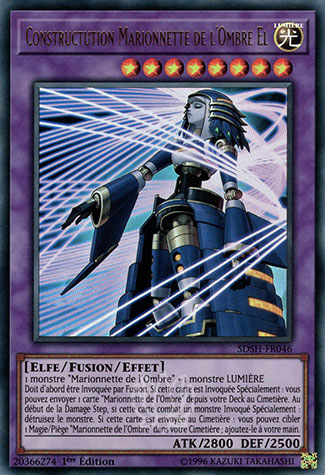 Constructution Marionnette de l'Ombre El
LUMIÈRE
光
SDSH-FR046
[Elfe/Fusion/Effet]
1 monstre "Marionnette de l'Ombre" + 1 monstre LUMIÈRE
Doit d'abord être Invoquée par Fusion. Si cette carte est Invoquée Spécialement : vous
pouvez envoyer 1 carte "Marionnette de l'Ombre" depuis votre Deck au Cimetière. Au
début de la Damage Step, si cette carte combat un monstre Invoqué Spécialement :
détruisez le monstre. Si cette carte est envoyée au Cimetière : vous pouvez cibler
1 Magie/Piège "Marionnette de l'Ombre" dans votre Cimetière ; ajoutez-le à votre main.
ATK/2800 DEF/2500
20366274 1ère Edition ©1996 KAZUKI TAKAHASHI